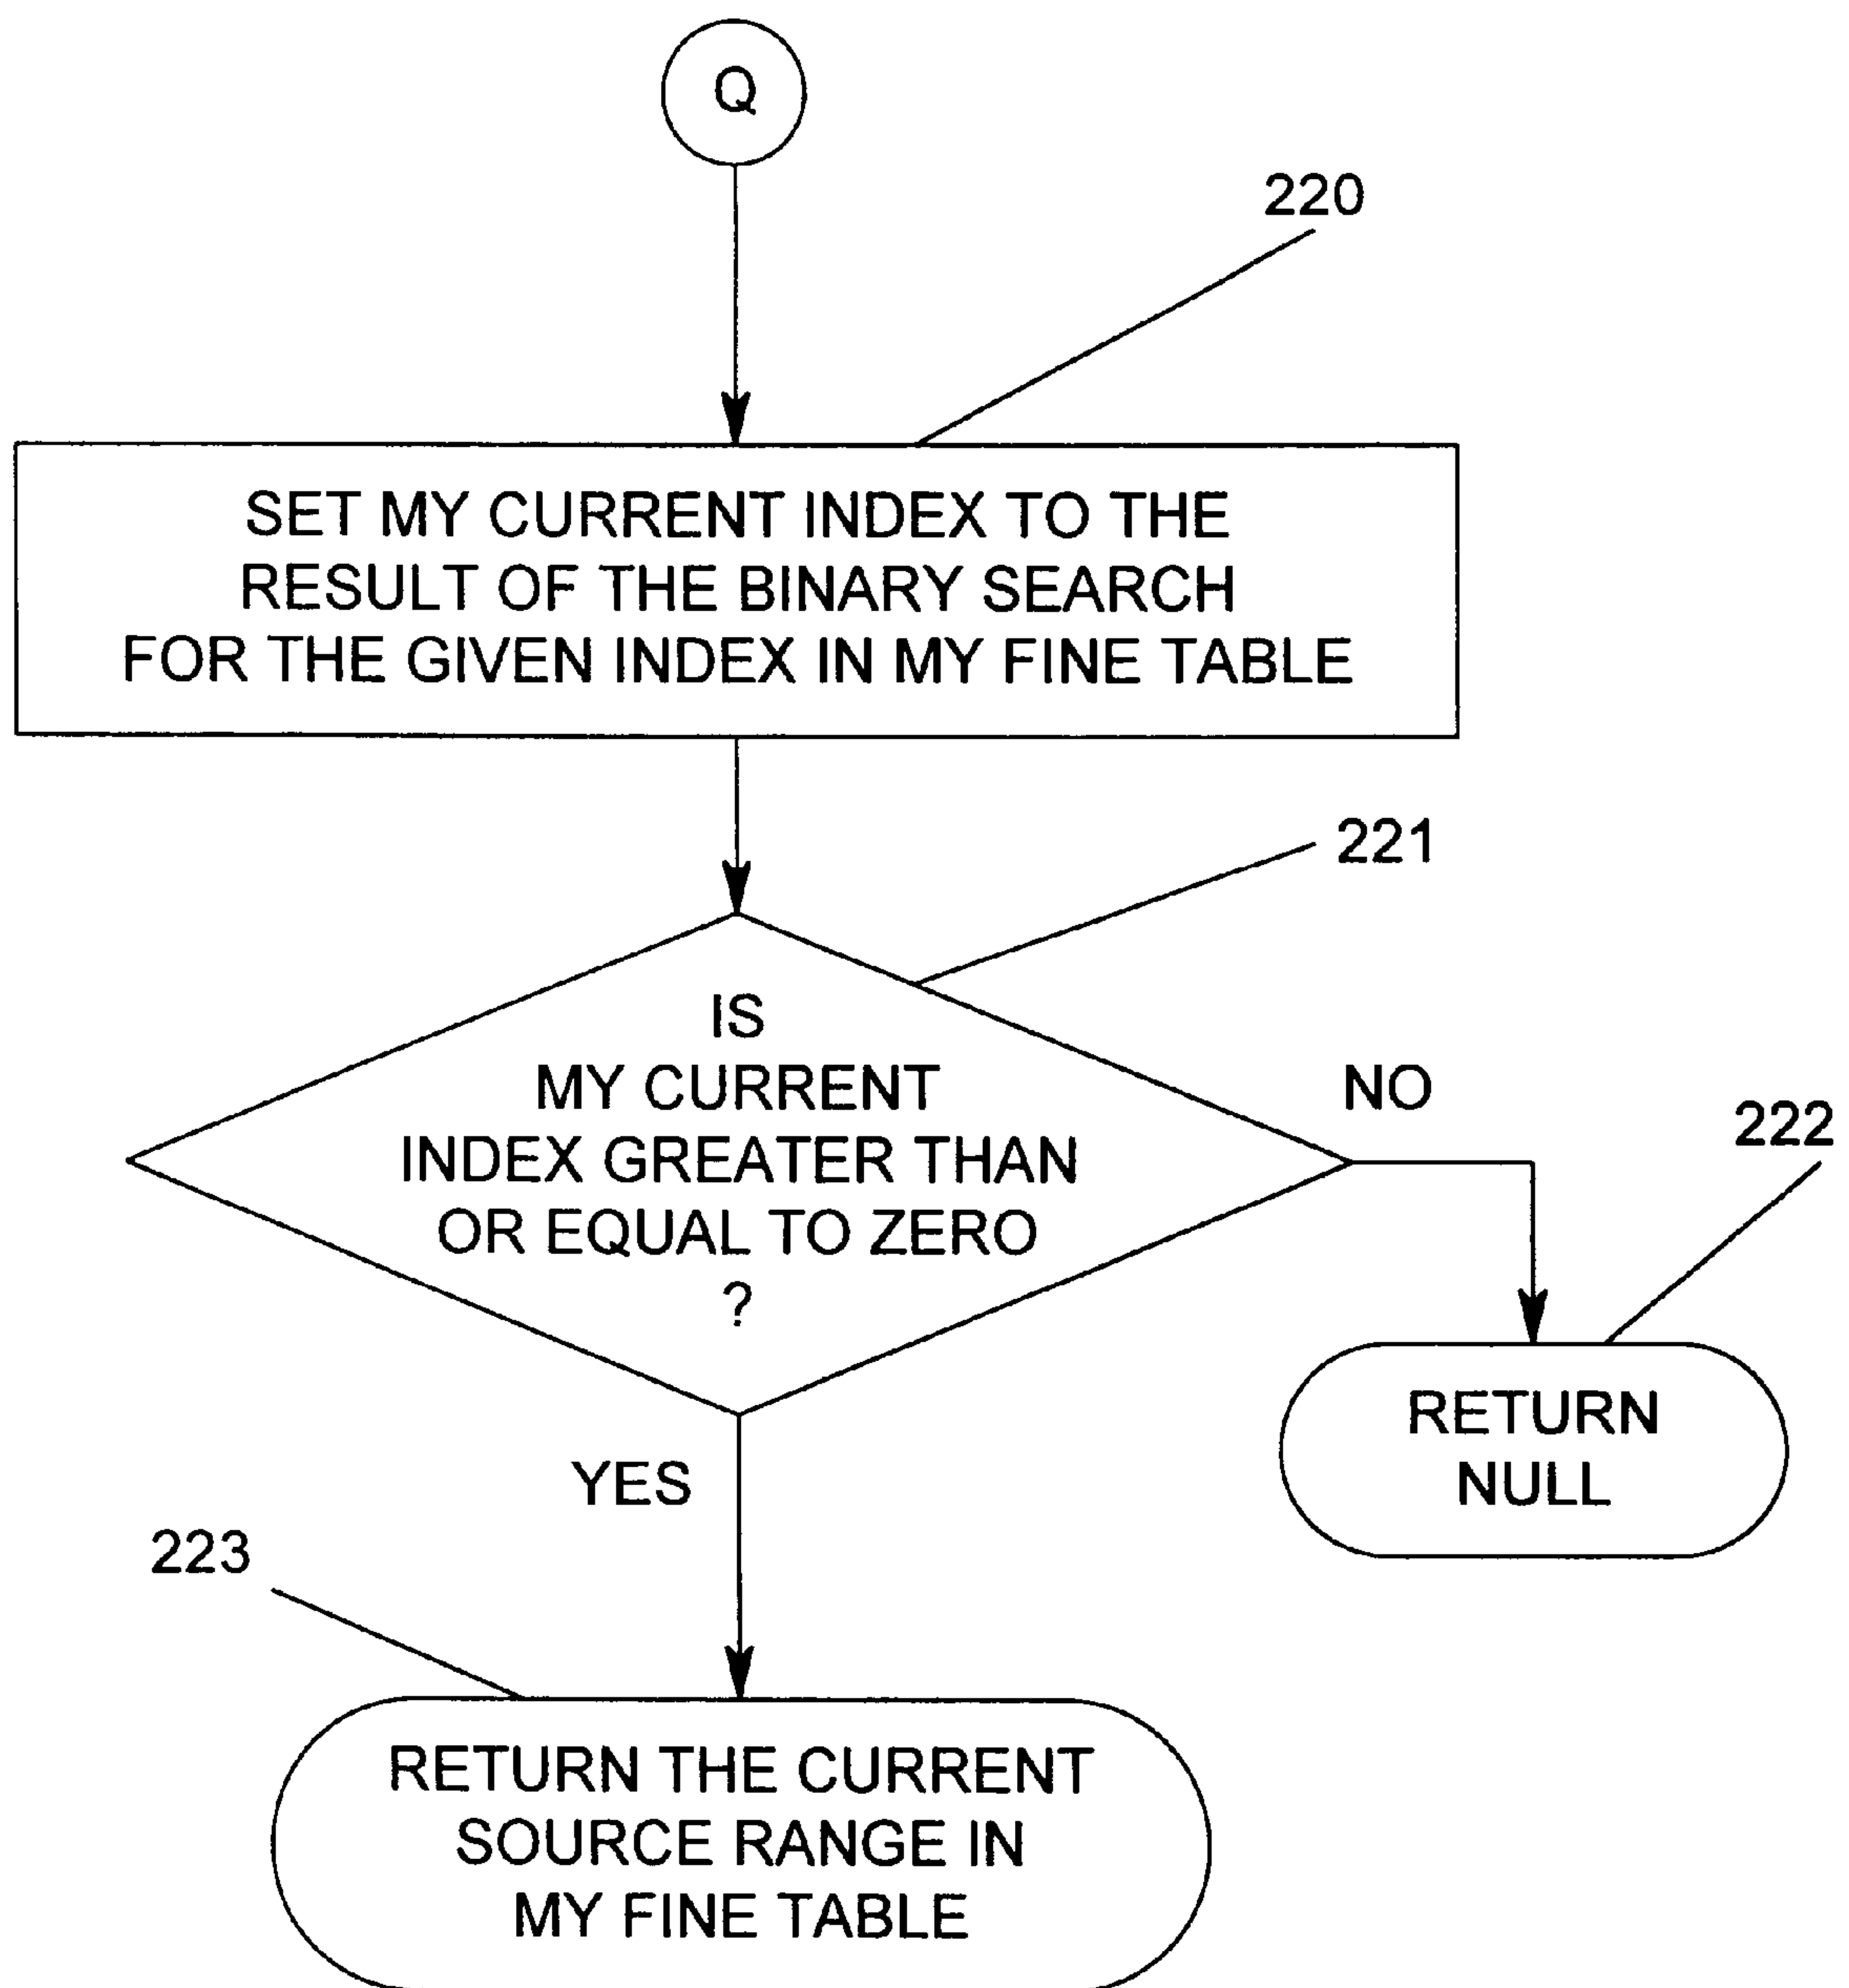 Q
220
SET MY CURRENT INDEX TO THE
RESULT OF THE BINARY SEARCH
FOR THE GIVEN INDEX IN MY FINE TABLE
221
IS
MY CURRENT
INDEX GREATER THAN
OR EQUAL TO ZERO
?
NO
222
RETURN
NULL
YES
223
RETURN THE CURRENT
SOURCE RANGE IN
MY FINE TABLE